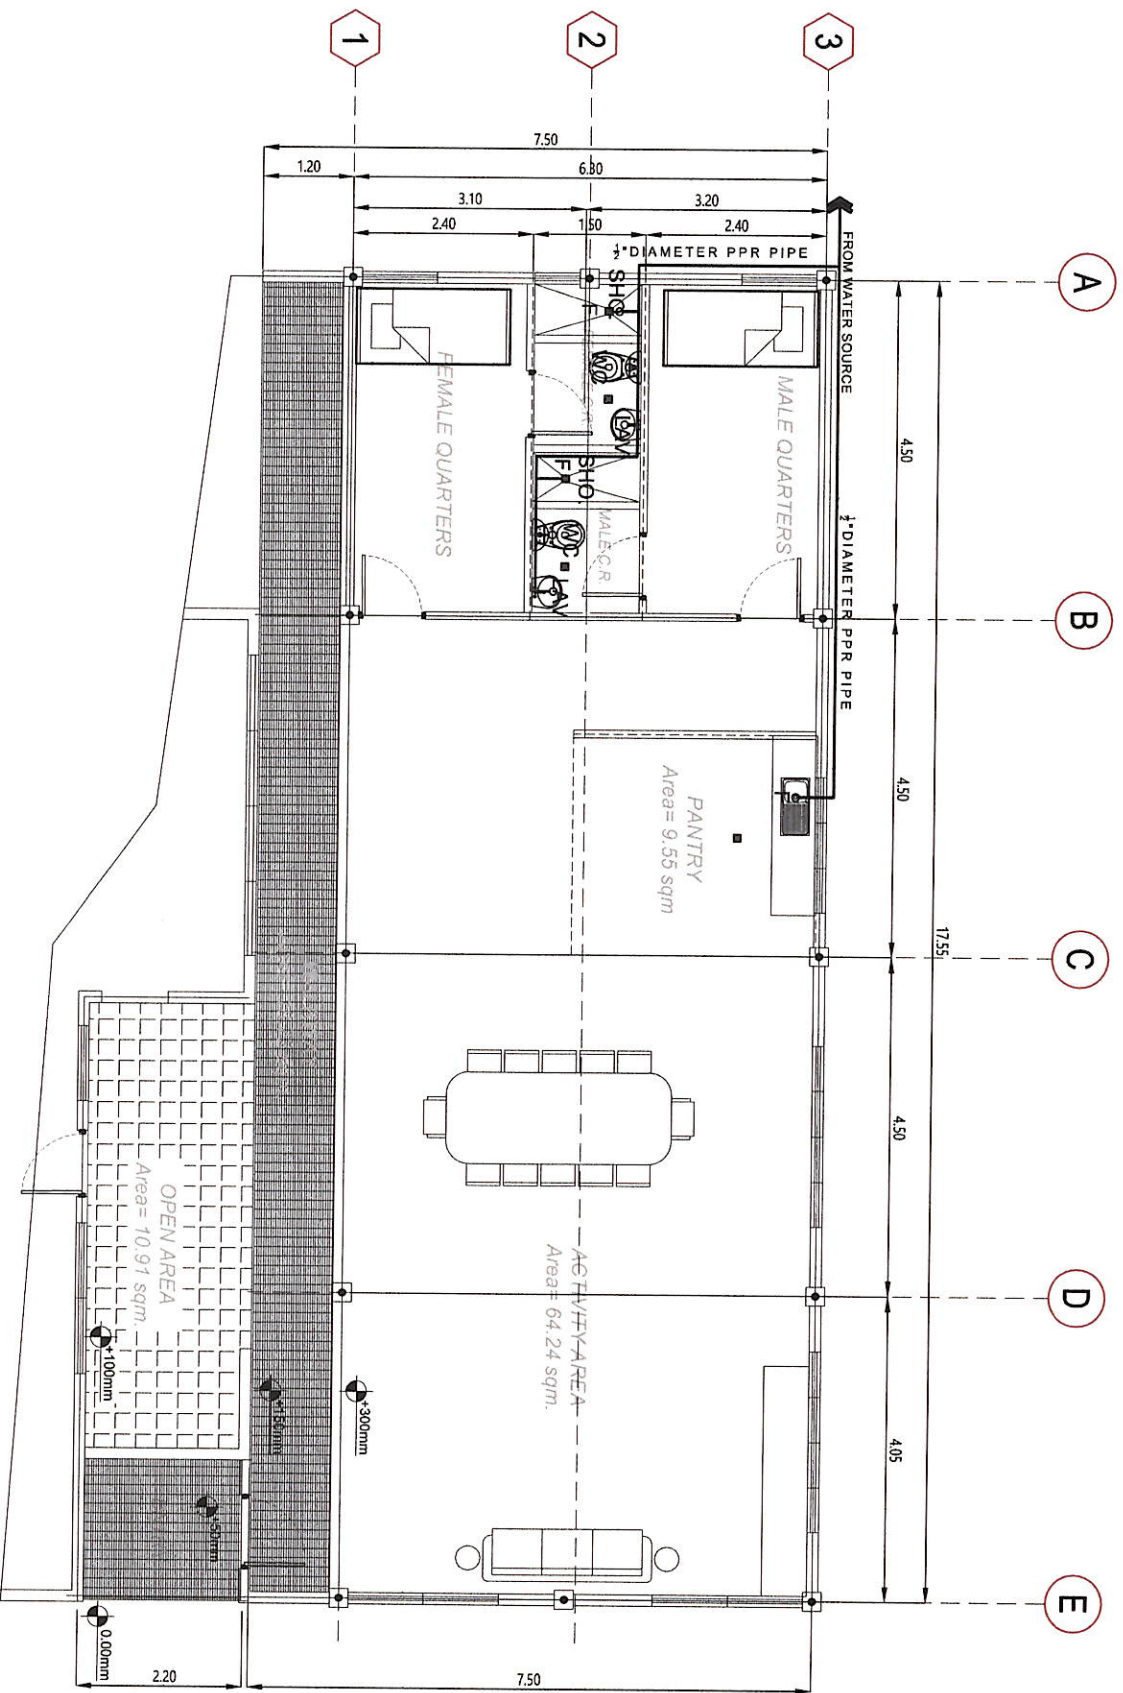 1
2
3
A
B
C
D
E
7.50
1.20
6.30
3.10
3.20
2.40
1.50
2.40
½"DIAMETER PPR PIPE
FROM WATER SOURCE
½"DIAMETER PPR PIPE
4.50
4.50
4.50
4.05
17.55
FEMALE QUARTERS
MALE QUARTERS
SHO.
F
WC
LAV
C.R.
SHO.
F
WC
LAV
MALE C.R
PANTRY
Area= 9.55 sqm
ACTIVITY AREA
Area= 64.24 sqm.
OPEN AREA
Area= 10.91 sqm.
+100mm
+150mm
+300mm
+50mm
0.00mm
2.20
7.50